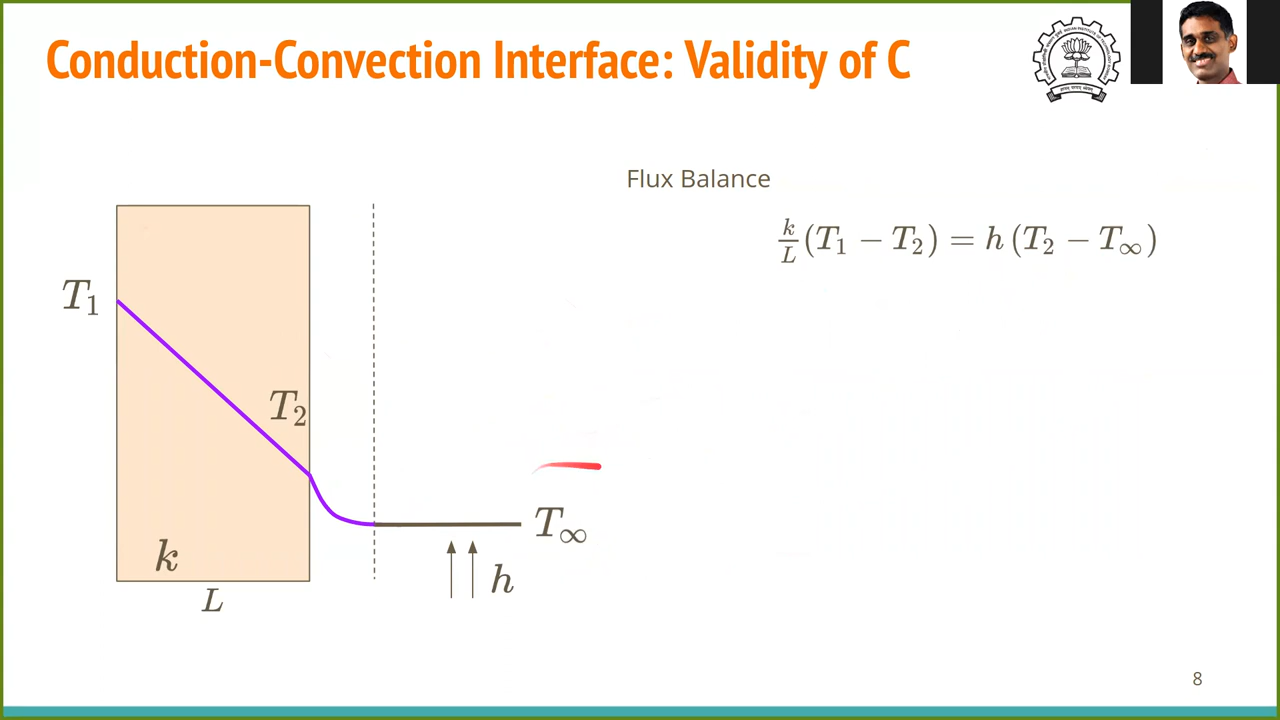 Conduction-Convection Interface: Validity of C
Flux Balance
k/L (T₁ − T₂) = h (T₂ − T∞)
T₁
T₂
T∞
k
h
L
8